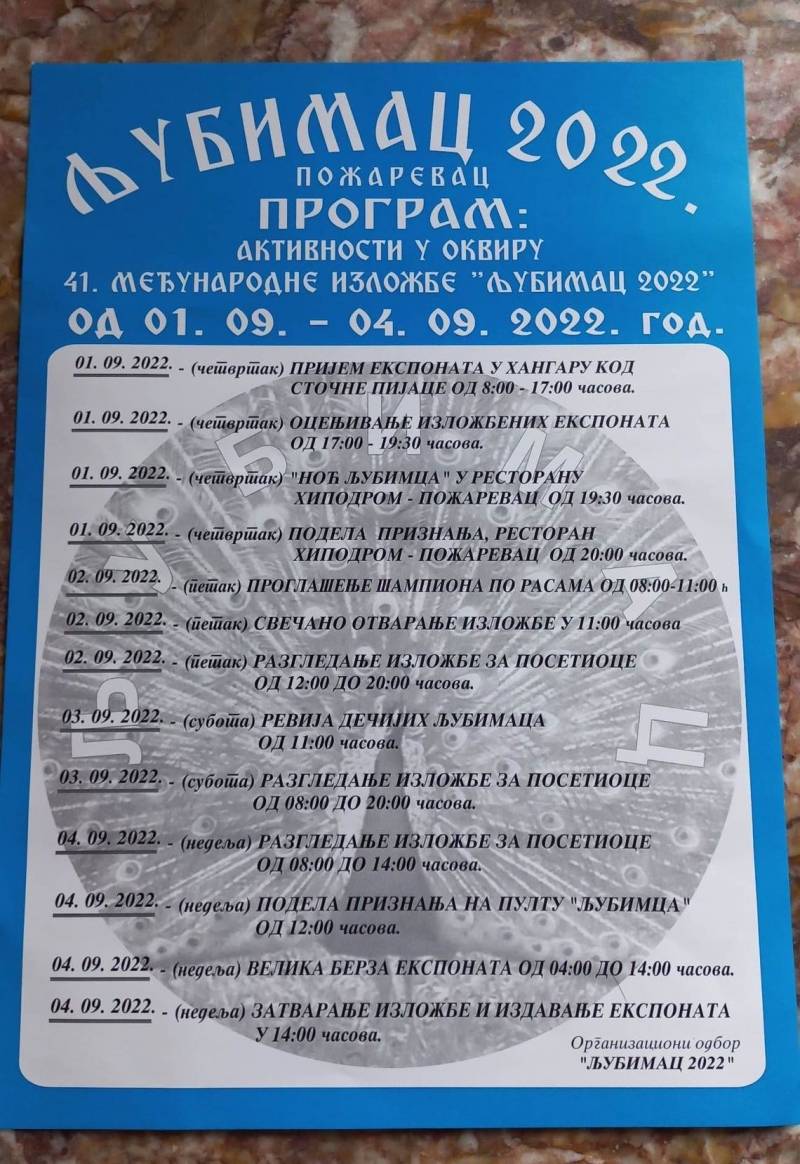 ЉУБИМАЦ 2022.
ПОЖАРЕВАЦ
ПРОГРАМ:
АКТИВНОСТИ У ОКВИРУ
41. МЕЂУНАРОДНЕ ИЗЛОЖБЕ "ЉУБИМАЦ 2022"
ОД 01. 09. - 04. 09. 2022. ГОД.
01. 09. 2022. - (четвртак) ПРИЈЕМ ЕКСПОНАТА У ХАНГАРУ КОД
СТОЧНЕ ПИЈАЦЕ ОД 8:00 - 17:00 часова.
01. 09. 2022. - (четвртак) ОЦЕЊИВАЊЕ ИЗЛОЖБЕНИХ ЕКСПОНАТА
ОД 17:00 - 19:30 часова.
01. 09. 2022. - (четвртак) "НОЋ ЉУБИМЦА" У РЕСТОРАНУ
ХИПОДРОМ - ПОЖАРЕВАЦ ОД 19:30 часова.
01. 09. 2022. - (четвртак) ПОДЕЛА ПРИЗНАЊА, РЕСТОРАН
ХИПОДРОМ - ПОЖАРЕВАЦ ОД 20:00 часова.
02. 09. 2022. - (петак) ПРОГЛАШЕЊЕ ШАМПИОНА ПО РАСАМА ОД 08:00-11:00 h
02. 09. 2022. - (петак) СВЕЧАНО ОТВАРАЊЕ ИЗЛОЖБЕ У 11:00 часова
02. 09. 2022. - (петак) РАЗГЛЕДАЊЕ ИЗЛОЖБЕ ЗА ПОСЕТИОЦЕ
ОД 12:00 ДО 20:00 часова.
03. 09. 2022. - (субота) РЕВИЈА ДЕЧИЈИХ ЉУБИМАЦА
ОД 11:00 часова.
03. 09. 2022. - (субота) РАЗГЛЕДАЊЕ ИЗЛОЖБЕ ЗА ПОСЕТИОЦЕ
ОД 08:00 ДО 20:00 часова.
04. 09. 2022. - (недеља) РАЗГЛЕДАЊЕ ИЗЛОЖБЕ ЗА ПОСЕТИОЦЕ
ОД 08:00 ДО 14:00 часова.
04. 09. 2022. - (недеља) ПОДЕЛА ПРИЗНАЊА НА ПУЛТУ "ЉУБИМЦА"
ОД 12:00 часова.
04. 09. 2022. - (недеља) ВЕЛИКА БЕРЗА ЕКСПОНАТА ОД 04:00 ДО 14:00 часова.
04. 09. 2022. - (недеља) ЗАТВАРАЊЕ ИЗЛОЖБЕ И ИЗДАВАЊЕ ЕКСПОНАТА
У 14:00 часова.
Организациони одбор
"ЉУБИМАЦ 2022"
ЉУБИМАЦ